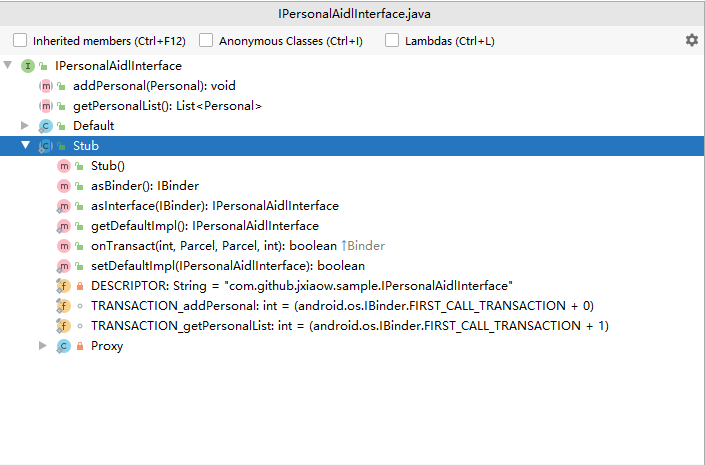 IPersonalAidlInterface.java
Inherited members (Ctrl+F12) Anonymous Classes (Ctrl+I) Lambdas (Ctrl+L)
IPersonalAidlInterface
addPersonal(Personal): void
getPersonalList(): List<Personal>
Default
Stub
Stub()
asBinder(): IBinder
asInterface(IBinder): IPersonalAidlInterface
getDefaultImpl(): IPersonalAidlInterface
onTransact(int, Parcel, Parcel, int): boolean ↑Binder
setDefaultImpl(IPersonalAidlInterface): boolean
DESCRIPTOR: String = "com.github.jxiaow.sample.IPersonalAidlInterface"
TRANSACTION_addPersonal: int = (android.os.IBinder.FIRST_CALL_TRANSACTION + 0)
TRANSACTION_getPersonalList: int = (android.os.IBinder.FIRST_CALL_TRANSACTION + 1)
Proxy